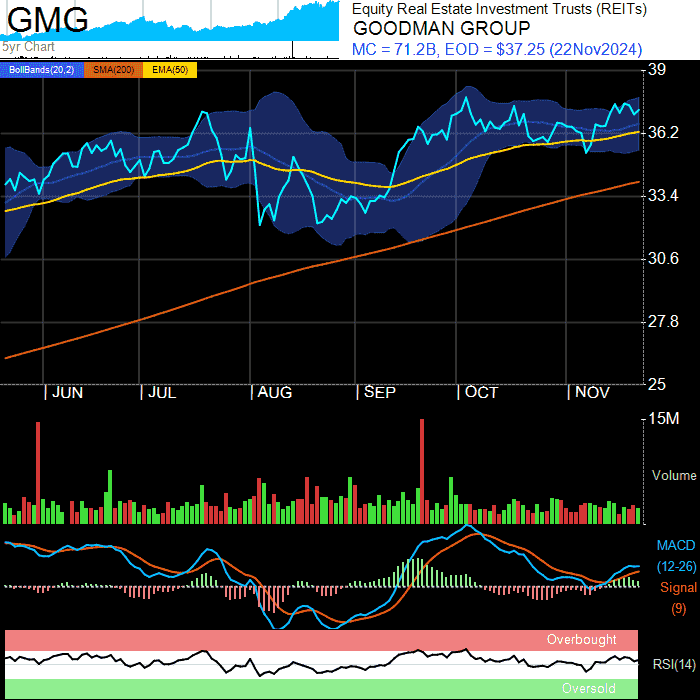 GMG
5yr Chart
Equity Real Estate Investment Trusts (REITs)
GOODMAN GROUP
MC = 71.2B, EOD = $37.25 (22Nov2024)
BollBands(20,2) SMA(200) EMA(50)
39
36.2
33.4
30.6
27.8
25
JUN JUL AUG SEP OCT NOV
15M
Volume
MACD
(12-26)
Signal
(9)
Overbought
RSI(14)
Oversold